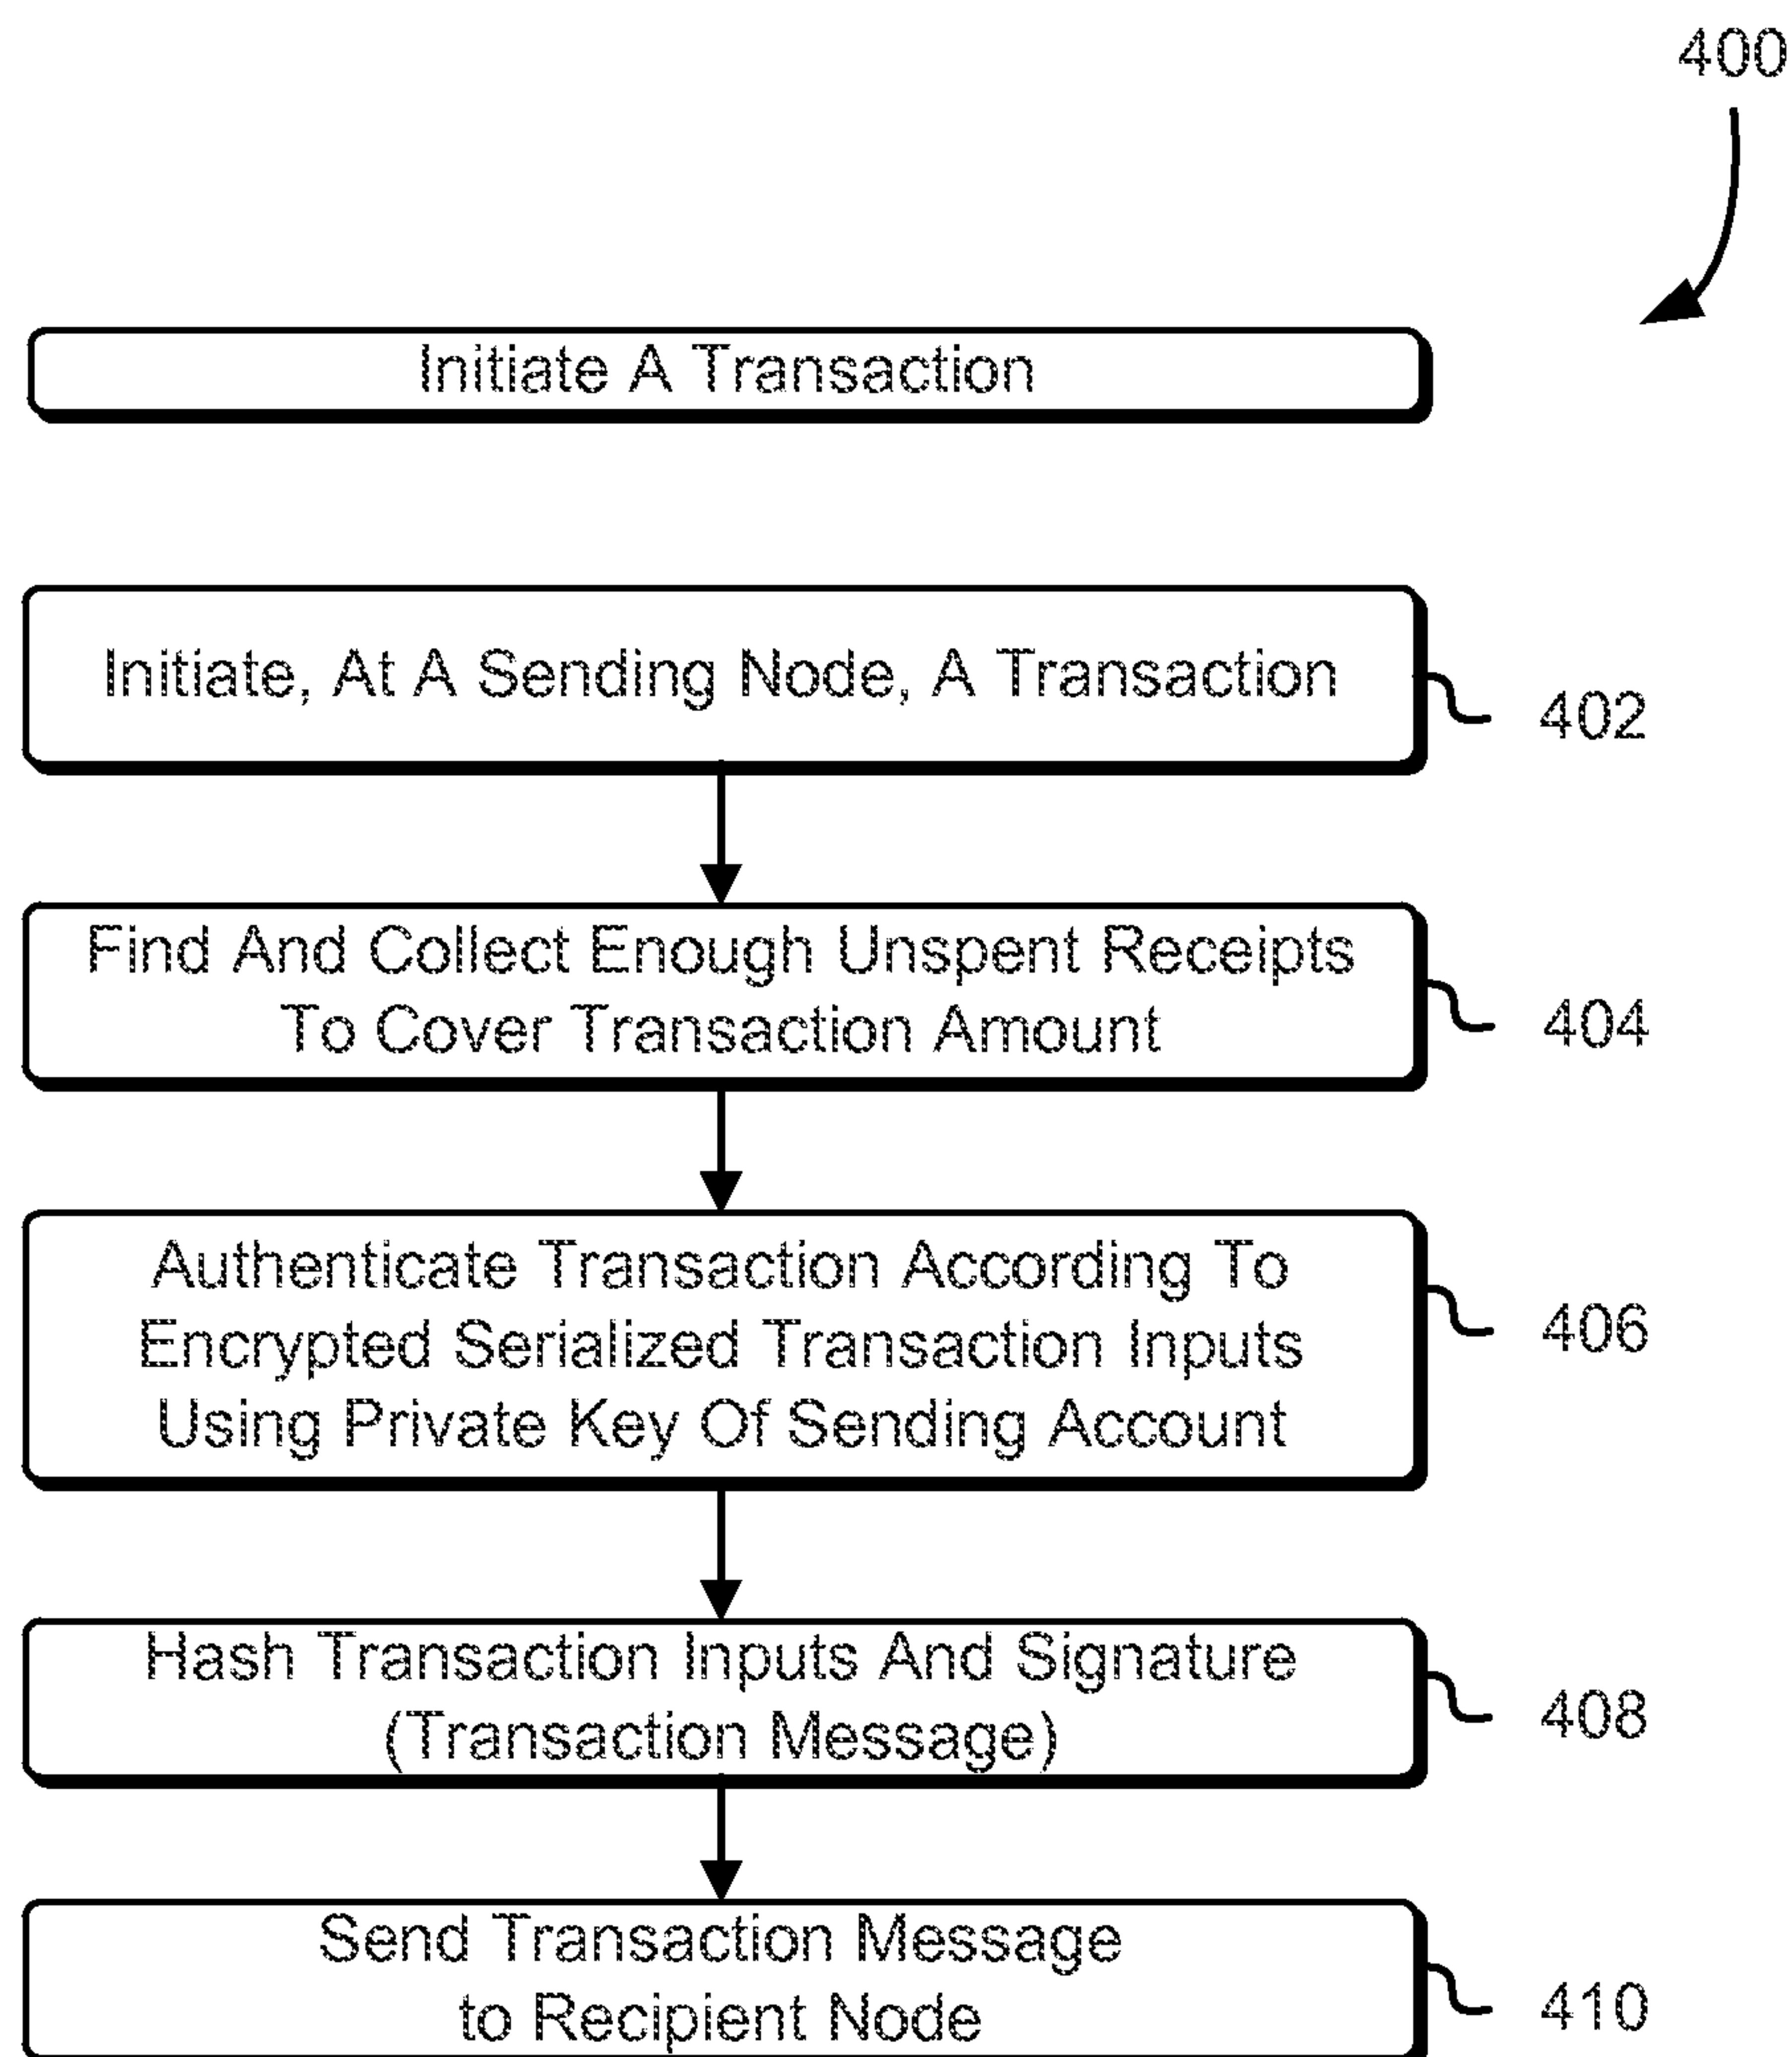 400
Initiate A Transaction
Initiate, At A Sending Node, A Transaction
402
Find And Collect Enough Unspent Receipts
To Cover Transaction Amount
404
Authenticate Transaction According To
Encrypted Serialized Transaction Inputs
Using Private Key Of Sending Account
406
Hash Transaction Inputs And Signature
(Transaction Message)
408
Send Transaction Message
to Recipient Node
410